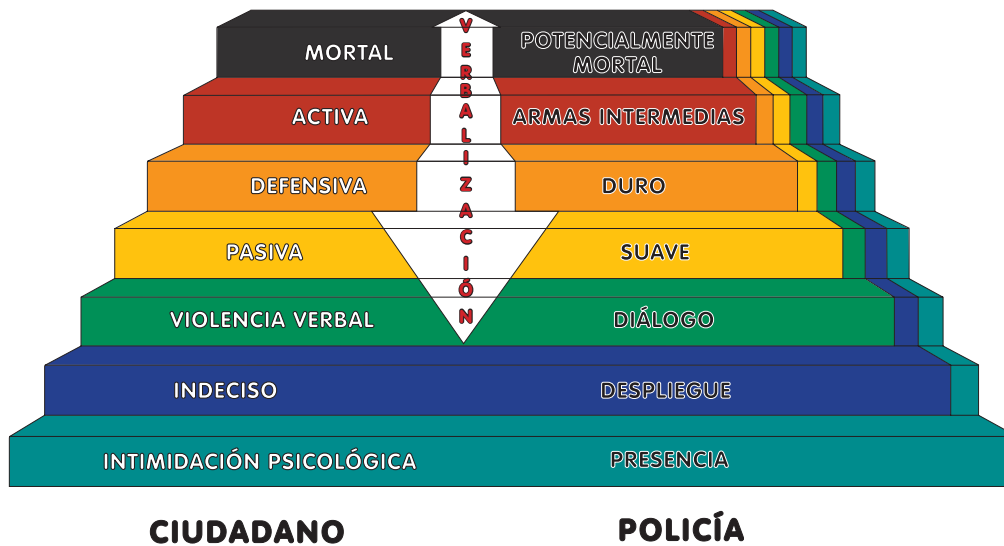 VERBALIZACIÓN
MORTAL
POTENCIALMENTE
MORTAL
ACTIVA
ARMAS INTERMEDIAS
DEFENSIVA
DURO
PASIVA
SUAVE
VIOLENCIA VERBAL
DIÁLOGO
INDECISO
DESPLIEGUE
INTIMIDACIÓN PSICOLÓGICA
PRESENCIA
CIUDADANO
POLICÍA